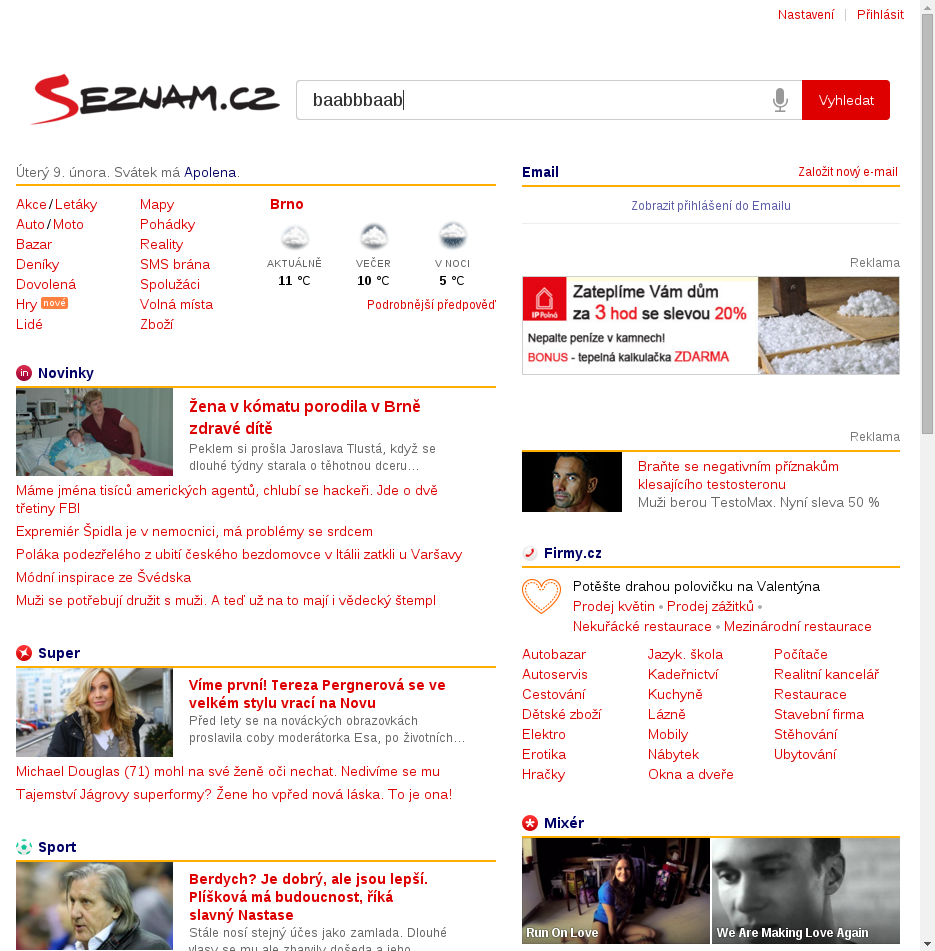 Nastavení
Přihlásit
Seznam.cz
baabbbaab
Vyhledat
Úterý 9. února. Svátek má Apolena.
Akce/Letáky
Auto/Moto
Bazar
Deníky
Dovolená
Hry nové
Lidé
Mapy
Pohádky
Reality
SMS brána
Spolužáci
Volná místa
Zboží
Brno
AKTUÁLNĚ
11 °C
VEČER
10 °C
V NOCI
5 °C
Podrobnější předpověď
Novinky
Žena v kómatu porodila v Brně
zdravé dítě
Peklem si prošla Jaroslava Tlustá, když se
dlouhé týdny starala o těhotnou dceru…
Máme jména tisíců amerických agentů, chlubí se hackeři. Jde o dvě
třetiny FBI
Expremiér Špidla je v nemocnici, má problémy se srdcem
Poláka podezřelého z ubití českého bezdomovce v Itálii zatkli u Varšavy
Módní inspirace ze Švédska
Muži se potřebují družit s muži. A teď už na to mají i vědecký štempl
Super
Víme první! Tereza Pergnerová se ve
velkém stylu vrací na Novu
Před lety se na nováckých obrazovkách
proslavila coby moderátorka Esa, po životních…
Michael Douglas (71) mohl na své ženě oči nechat. Nedivíme se mu
Tajemství Jágrovy superformy? Žene ho vpřed nová láska. To je ona!
Sport
Berdych? Je dobrý, ale jsou lepší.
Plíšková má budoucnost, říká
slavný Nastase
Stále nosí stejný účes jako zamlada. Dlouhé
vlasy se mu ale zbarvily došeda a jeho
Email
Založit nový e-mail
Zobrazit přihlášení do Emailu
Reklama
IP Polná
Zateplíme Vám dům
za 3 hod se slevou 20%
Nepalte peníze v kamnech!
BONUS - tepelná kalkulačka ZDARMA
Reklama
Braňte se negativním příznakům
klesajícího testosteronu
Muži berou TestoMax. Nyní sleva 50 %
Firmy.cz
Potěšte drahou polovičku na Valentýna
Prodej květin • Prodej zážitků •
Nekuřácké restaurace • Mezinárodní restaurace
Autobazar
Autoservis
Cestování
Dětské zboží
Elektro
Erotika
Hračky
Jazyk. škola
Kadeřnictví
Kuchyně
Lázně
Mobily
Nábytek
Okna a dveře
Počítače
Realitní kancelář
Restaurace
Stavební firma
Stěhování
Ubytování
Mixér
Run On Love
We Are Making Love Again